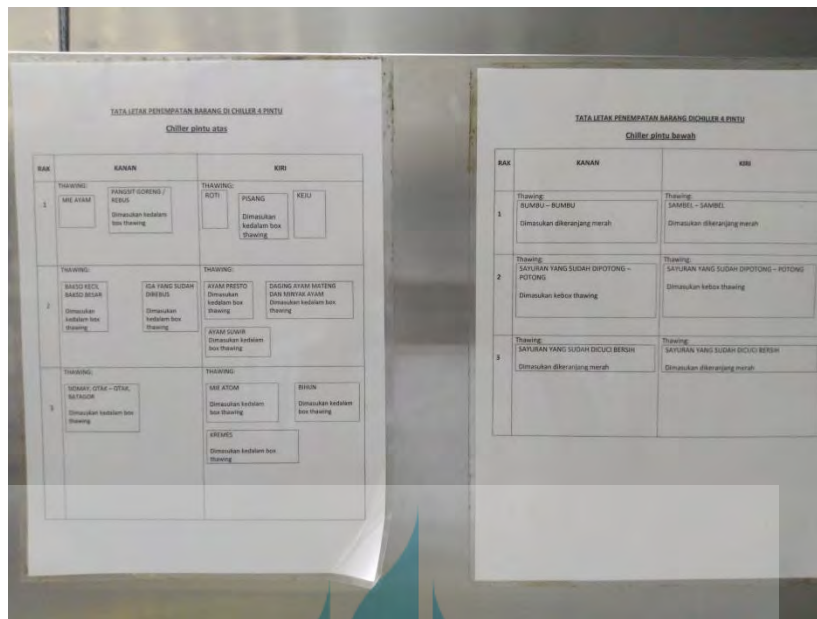 TATA LETAK PENEMPATAN BARANG DI CHILLER 4 PINTU
Chiller pintu atas
RAK KANAN KIRI
1
THAWING:
MIE AYAM
PANGSIT GORENG /
REBUS
Dimasukan kedalam
box thawing
THAWING:
ROTI
PISANG
Dimasukan
kedalam box
thawing
KEJU
2
THAWING:
BAKSO KECIL
BAKSO BESAR
Dimasukan
kedalam box
thawing
IGA YANG SUDAH
DIREBUS
Dimasukan
kedalam box
thawing
THAWING:
AYAM PRESTO
Dimasukan
kedalam box
thawing
DAGING AYAM MATENG
DAN MINYAK AYAM
Dimasukan kedalam box
thawing
AYAM SUWIR
Dimasukan kedalam
box thawing
3
THAWING:
SIOMAY, OTAK – OTAK,
BATAGOR
Dimasukan kedalam box
thawing
THAWING:
MIE ATOM
Dimasukan kedalam
box thawing
BIHUN
Dimasukan kedalam
box thawing
KREMES
Dimasukan kedalam box
thawing
TATA LETAK PENEMPATAN BARANG DICHILLER 4 PINTU
Chiller pintu bawah
RAK KANAN KIRI
1
Thawing:
BUMBU – BUMBU
Dimasukan dikeranjang merah
Thawing:
SAMBEL – SAMBEL
Dimasukan dikeranjang merah
2
Thawing:
SAYURAN YANG SUDAH DIPOTONG –
POTONG
Dimasukan kebox thawing
Thawing:
SAYURAN YANG SUDAH DIPOTONG – POTONG
Dimasukan kebox thawing
3
Thawing:
SAYURAN YANG SUDAH DICUCI BERSIH
Dimasukan dikeranjang merah
Thawing:
SAYURAN YANG SUDAH DICUCI BERSIH
Dimasukan dikeranjang merah